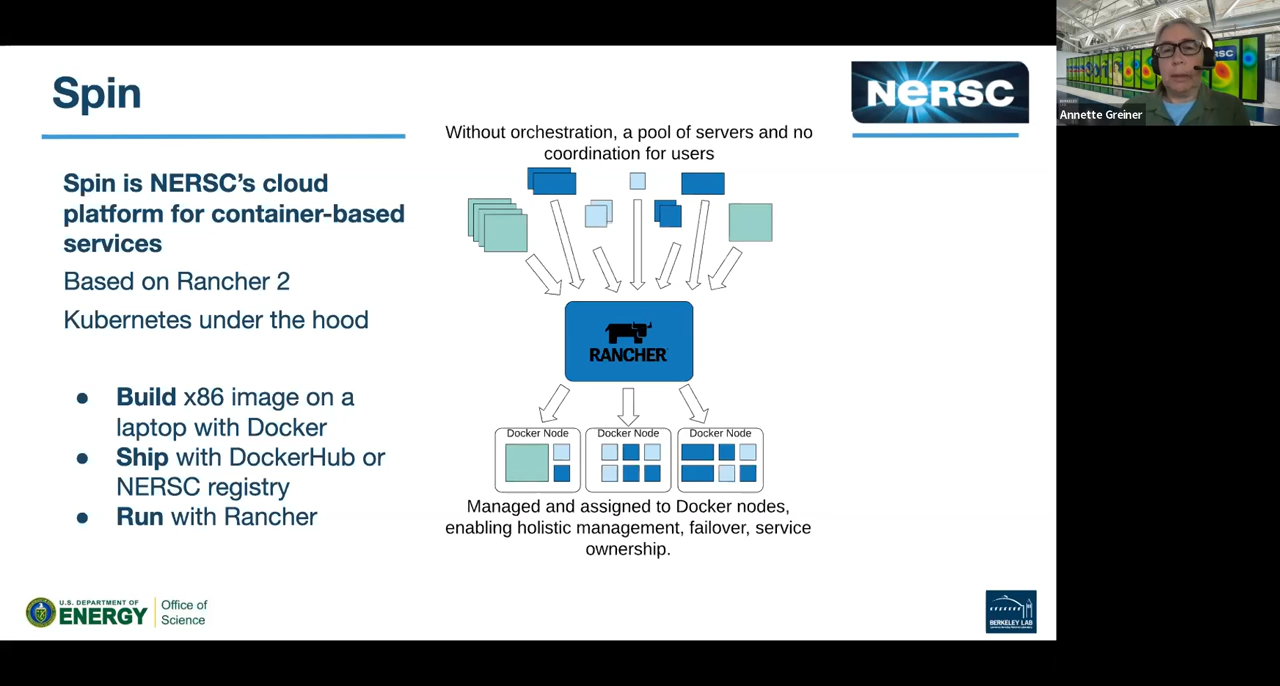 Spin
NERSC
Spin is NERSC’s cloud
platform for container-based
services
Based on Rancher 2
Kubernetes under the hood
● Build x86 image on a
laptop with Docker
● Ship with DockerHub or
NERSC registry
● Run with Rancher
Without orchestration, a pool of servers and no
coordination for users
RANCHER
Docker Node
Docker Node
Docker Node
Managed and assigned to Docker nodes,
enabling holistic management, failover, service
ownership.
U.S. DEPARTMENT OF
ENERGY
Office of
Science
BERKELEY LAB
Annette Greiner